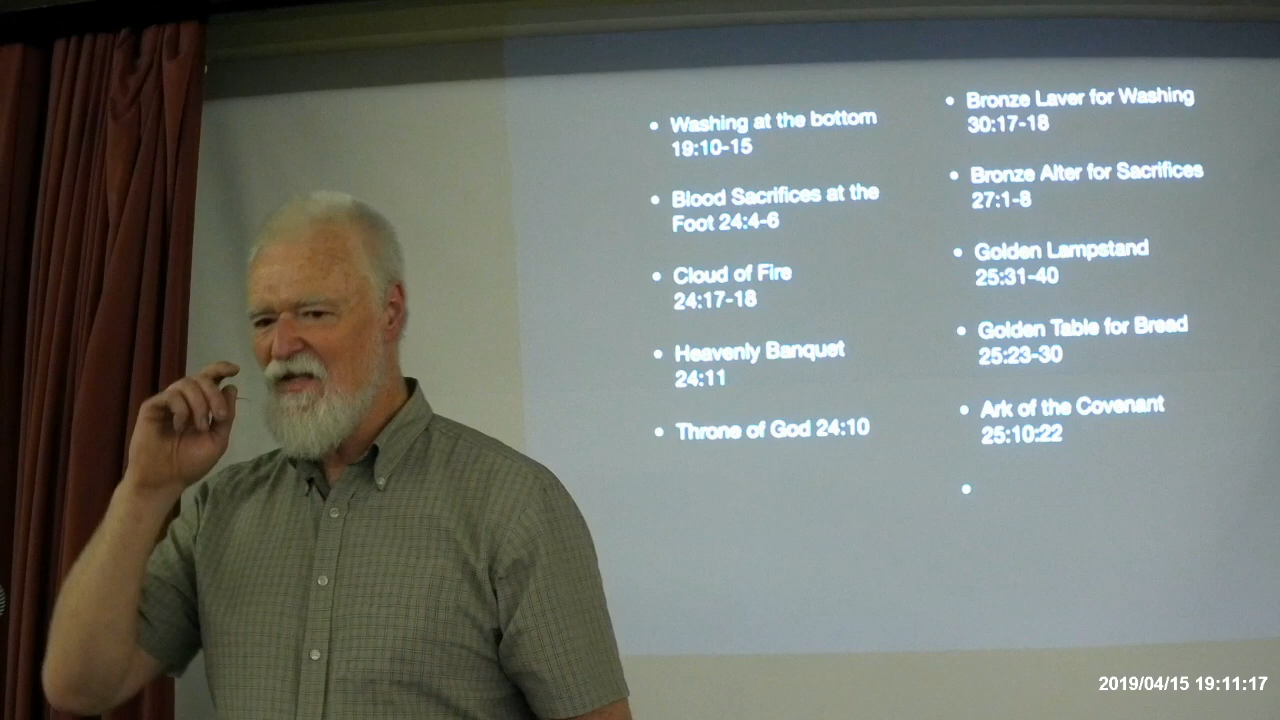 • Washing at the bottom
19:10-15
• Blood Sacrifices at the
Foot 24:4-6
• Cloud of Fire
24:17-18
• Heavenly Banquet
24:11
• Throne of God 24:10
• Bronze Laver for Washing
30:17-18
• Bronze Alter for Sacrifices
27:1-8
• Golden Lampstand
25:31-40
• Golden Table for Bread
25:23-30
• Ark of the Covenant
25:10:22
•
2019/04/15 19:11:17